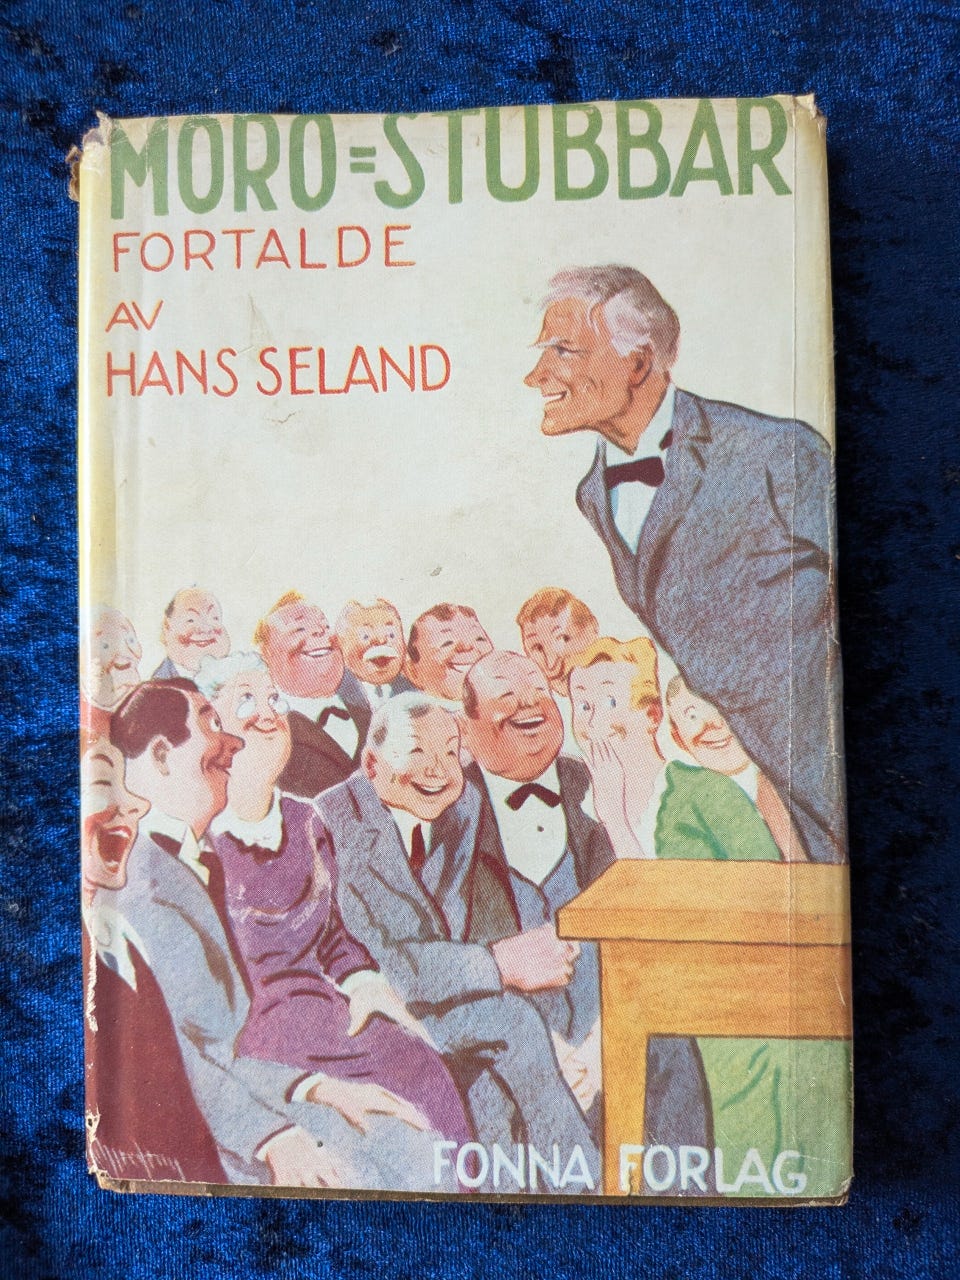 MORO=STUBBAR
FORTALDE
AV
HANS SELAND
FONNA FORLAG